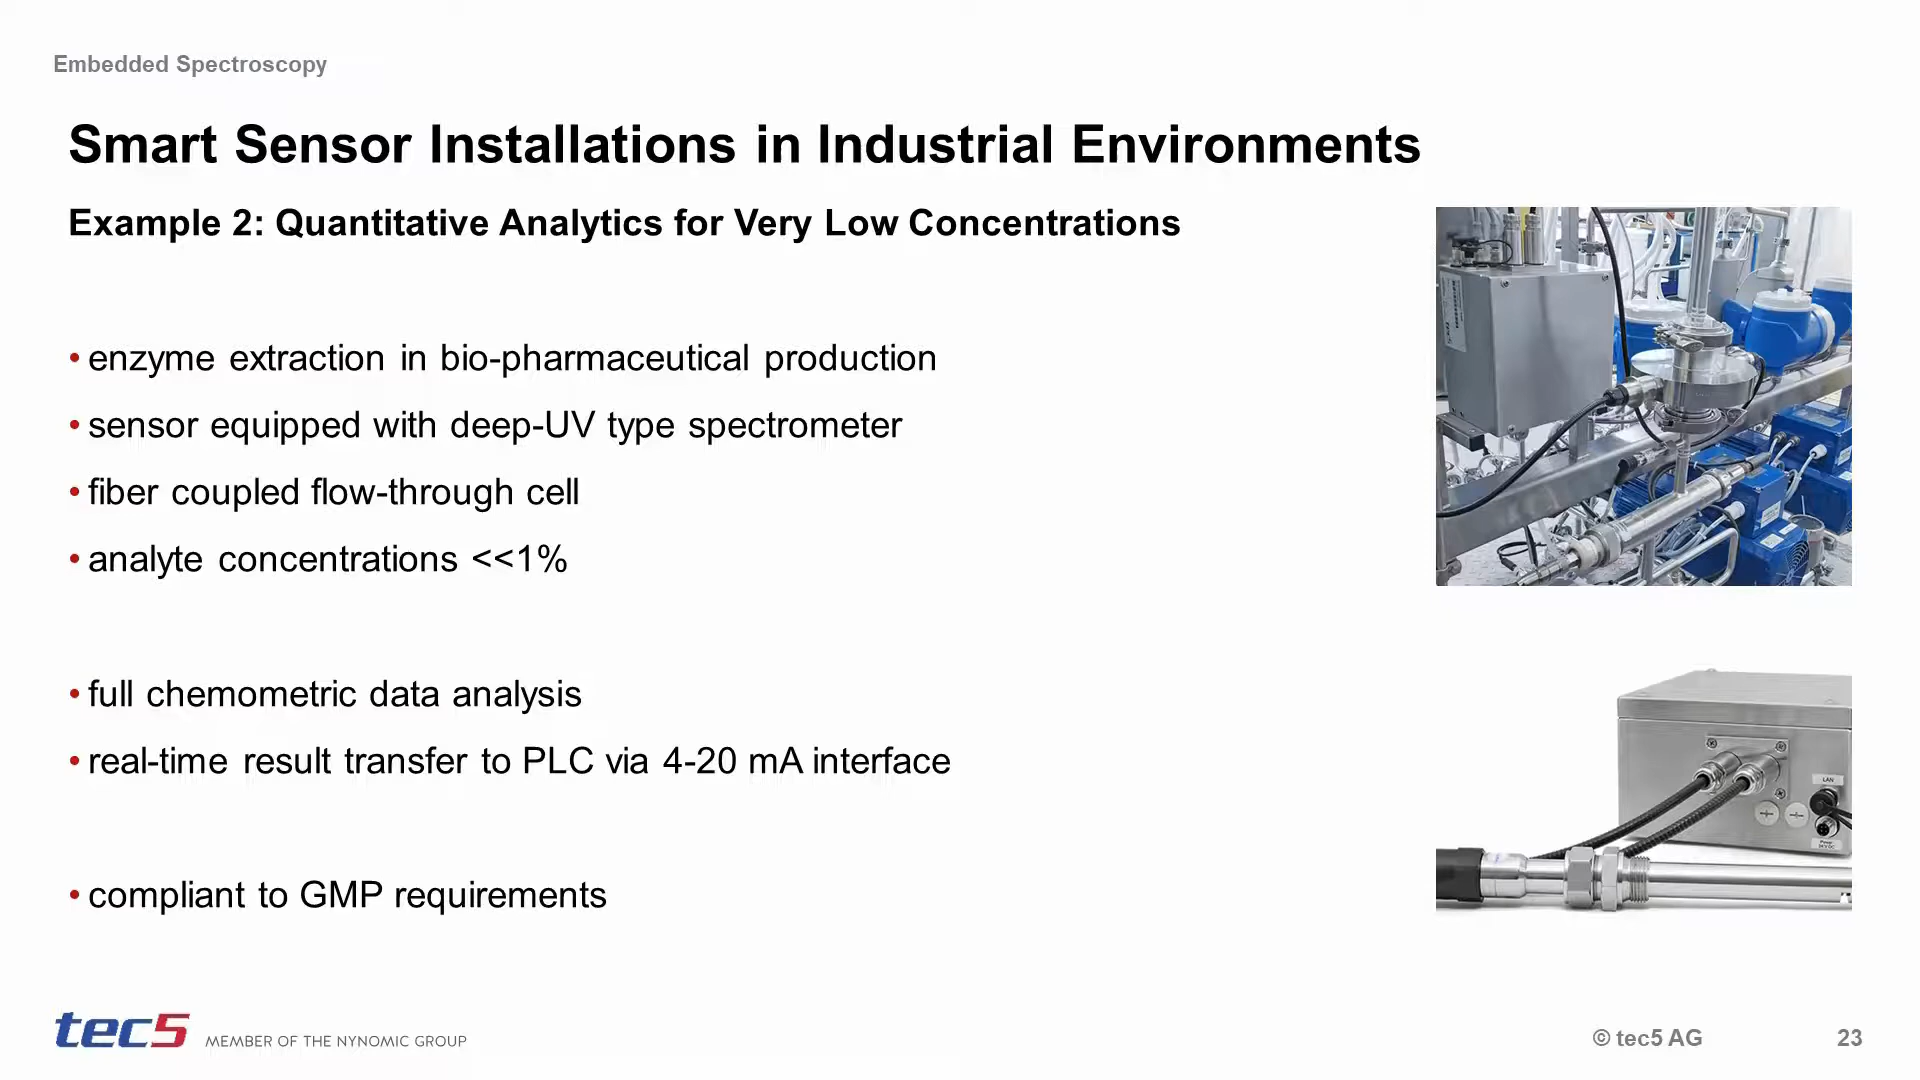 Embedded Spectroscopy
Smart Sensor Installations in Industrial Environments
Example 2: Quantitative Analytics for Very Low Concentrations
• enzyme extraction in bio-pharmaceutical production
• sensor equipped with deep-UV type spectrometer
• fiber coupled flow-through cell
• analyte concentrations <<1%
• full chemometric data analysis
• real-time result transfer to PLC via 4-20 mA interface
• compliant to GMP requirements
LAN
tec5 MEMBER OF THE NYNOMIC GROUP
© tec5 AG
23